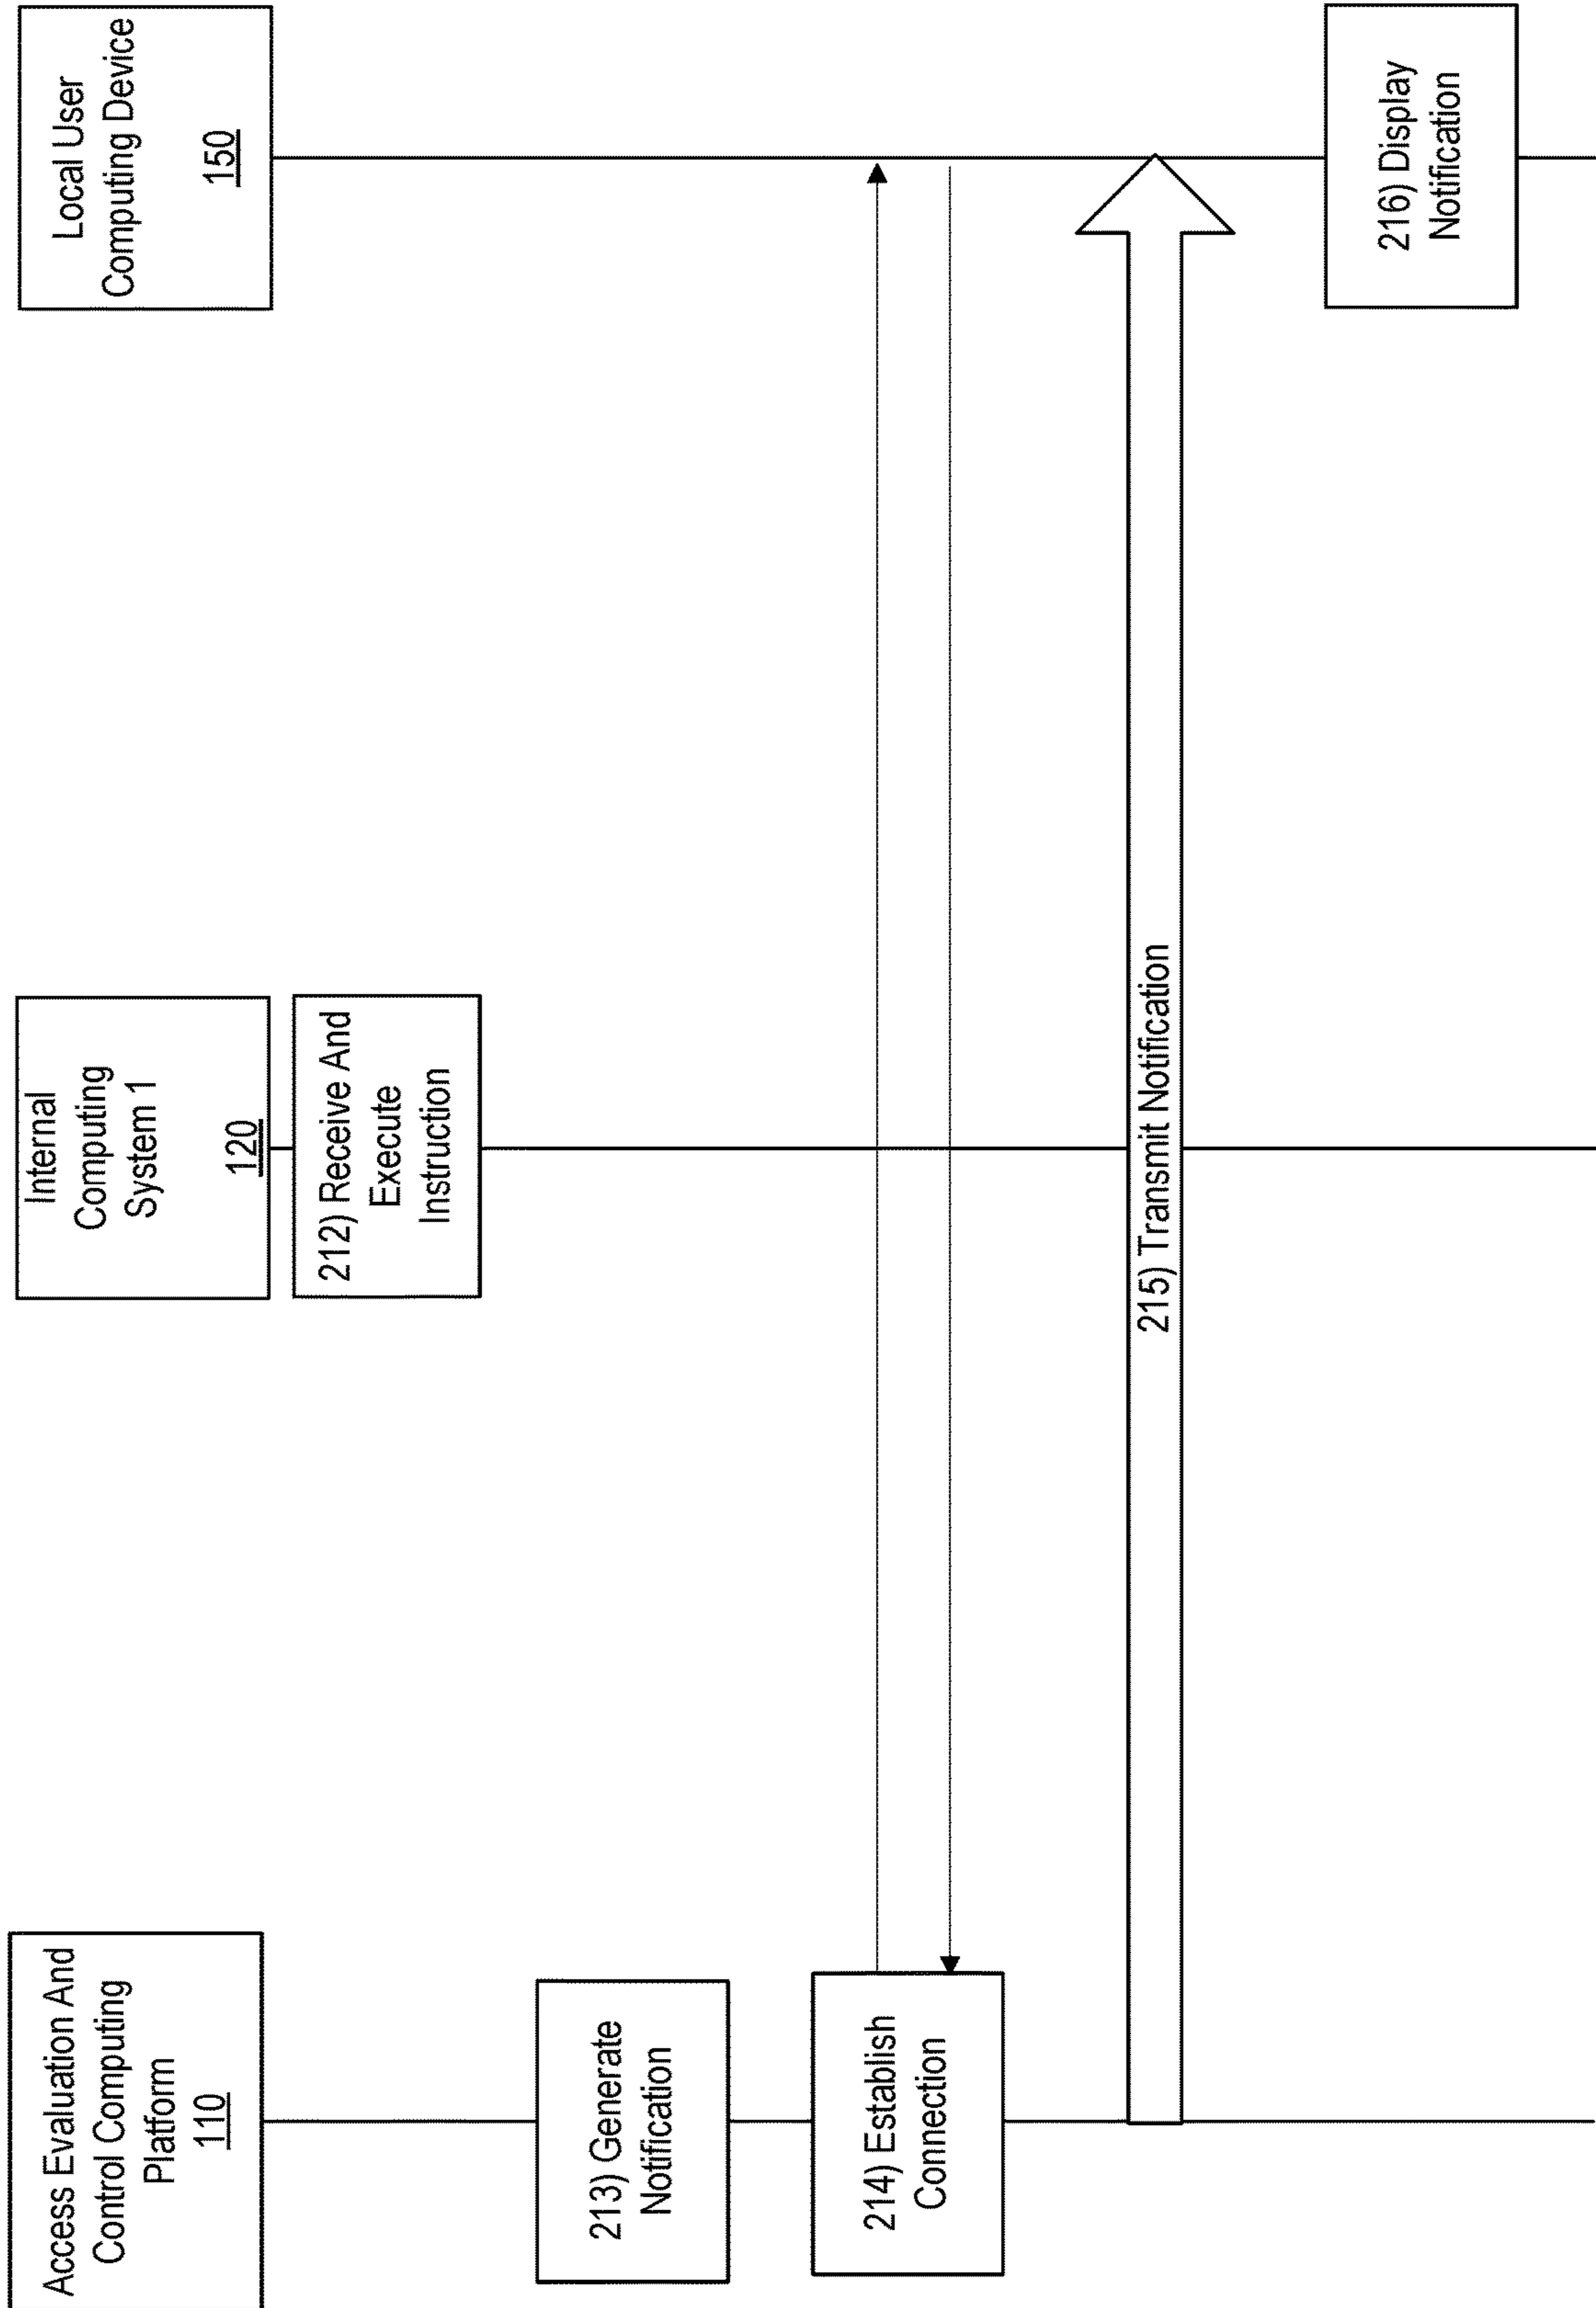 Access Evaluation And
Control Computing
Platform
110
Internal
Computing
System 1
120
Local User
Computing Device
150
212) Receive And
Execute
Instruction
213) Generate
Notification
214) Establish
Connection
215) Transmit Notification
216) Display
Notification